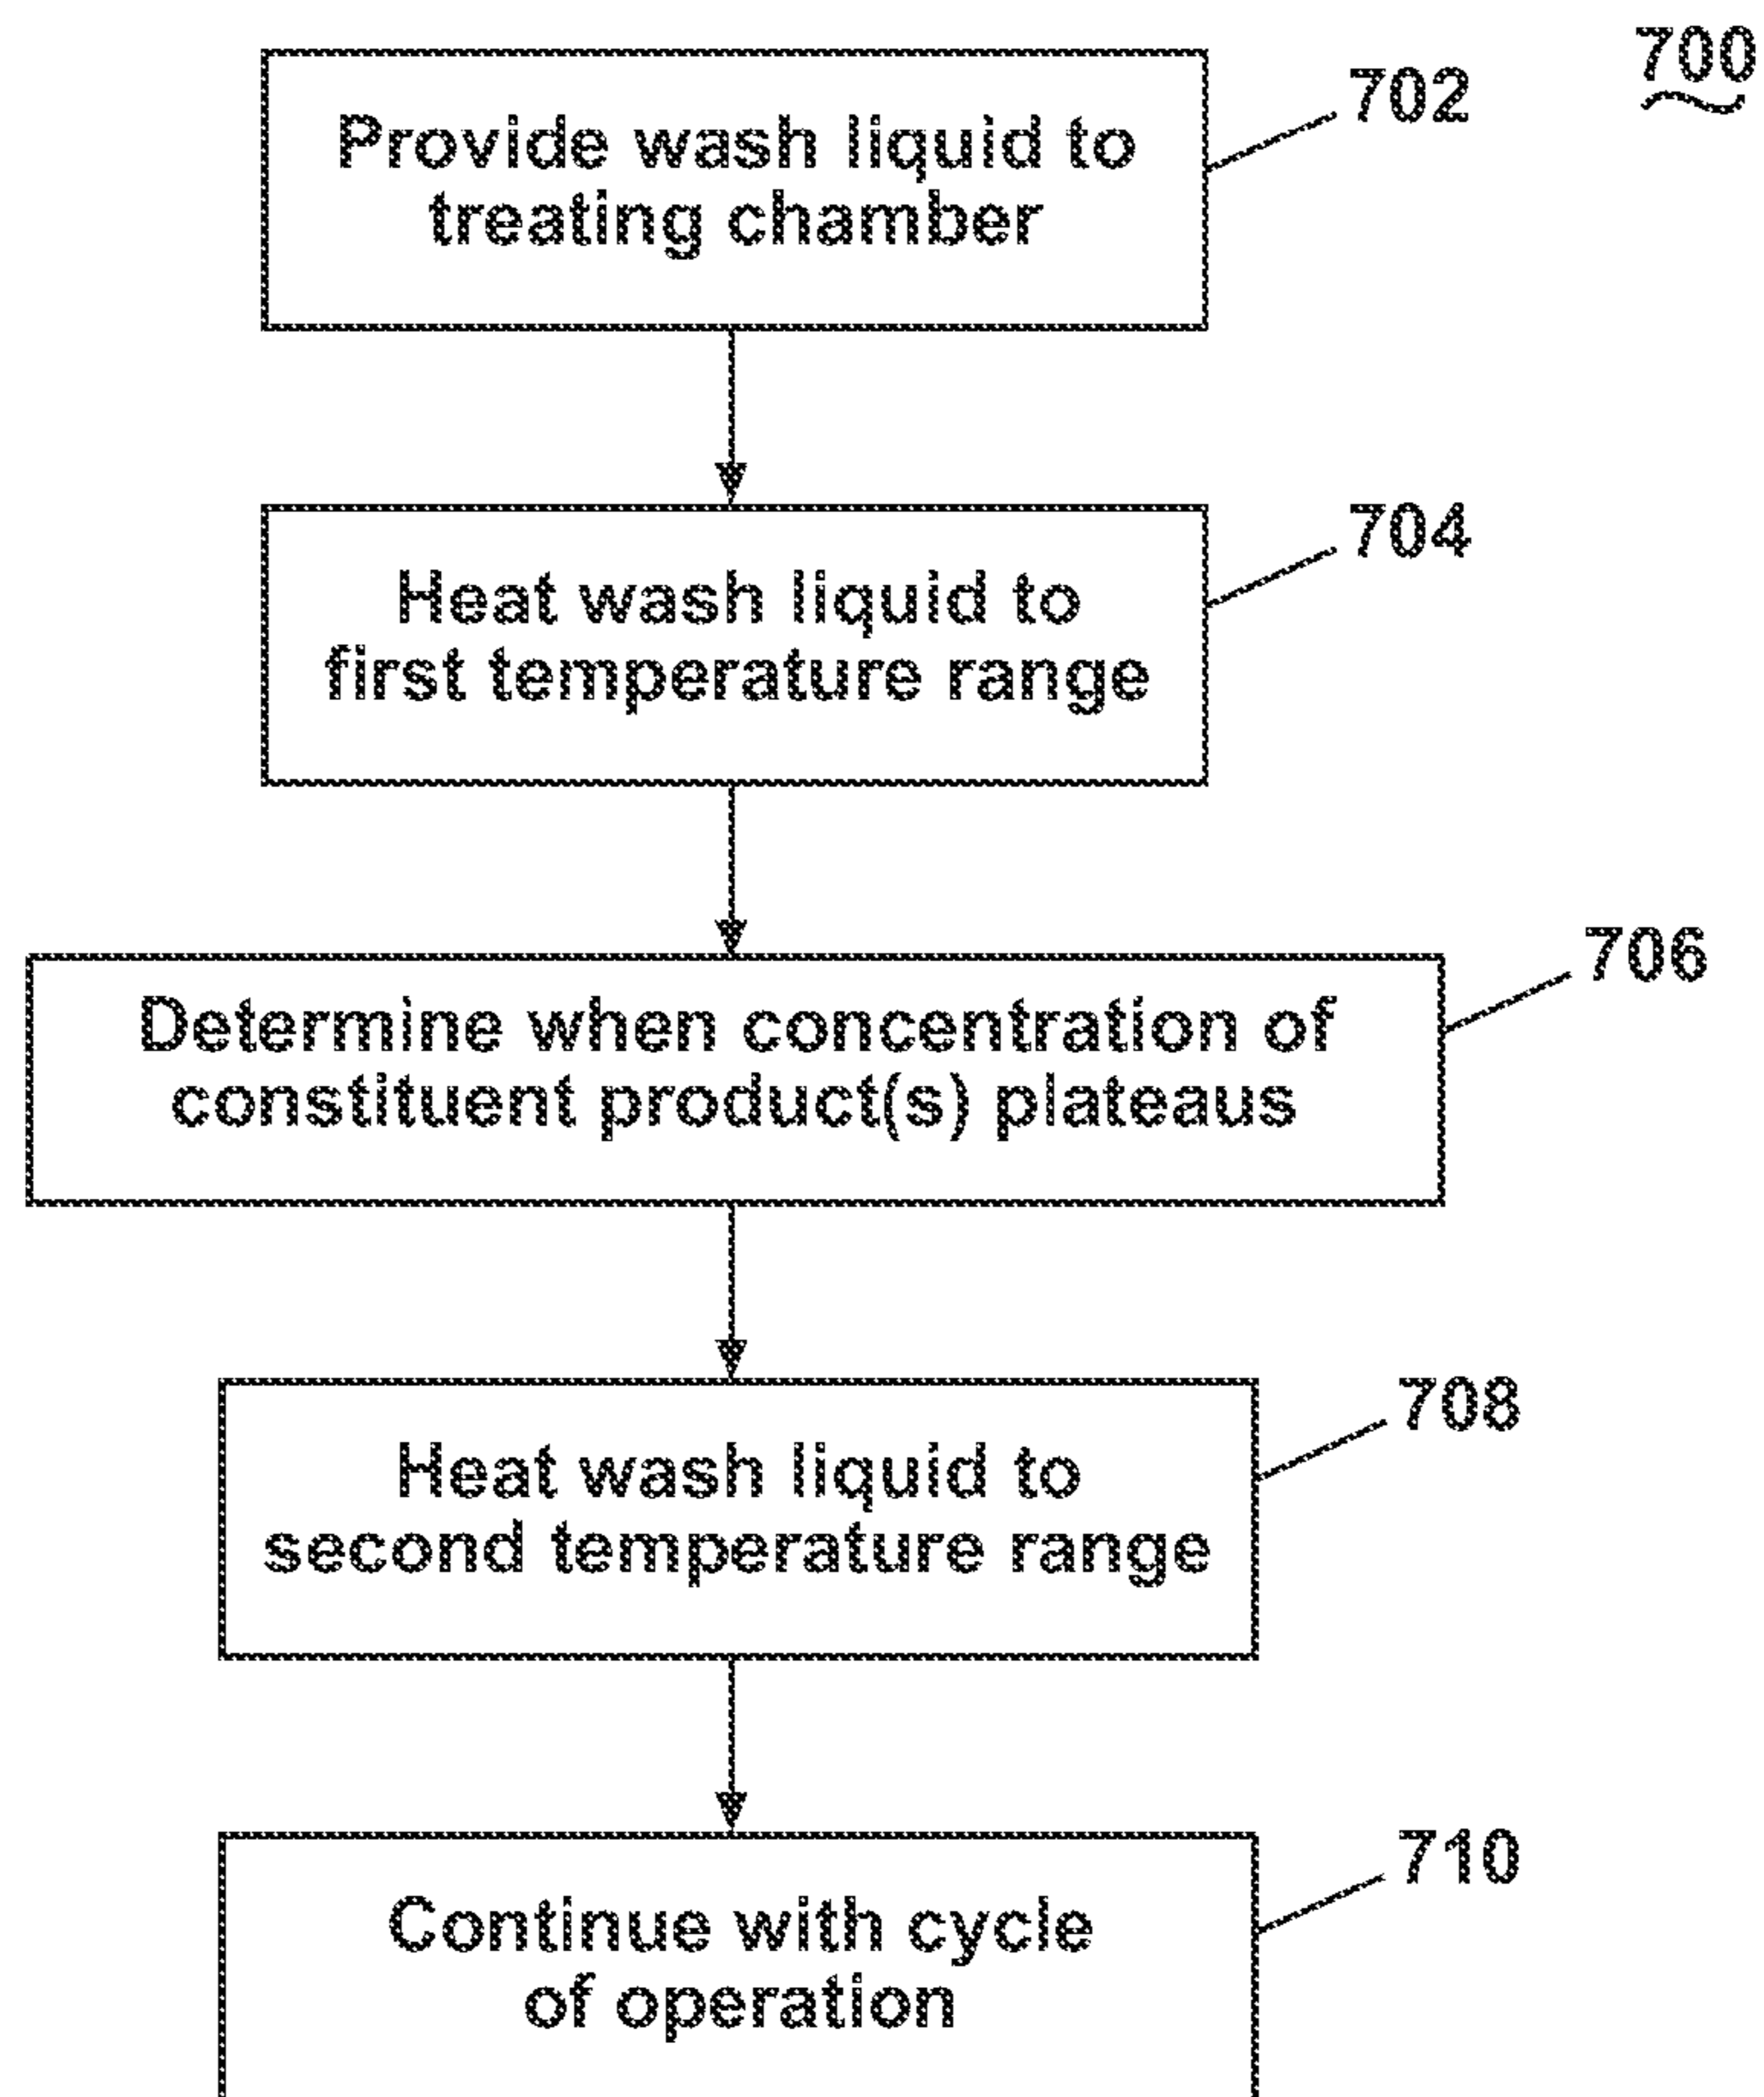 700
702
Provide wash liquid to
treating chamber
704
Heat wash liquid to
first temperature range
706
Determine when concentration of
constituent product(s) plateaus
708
Heat wash liquid to
second temperature range
710
Continue with cycle
of operation